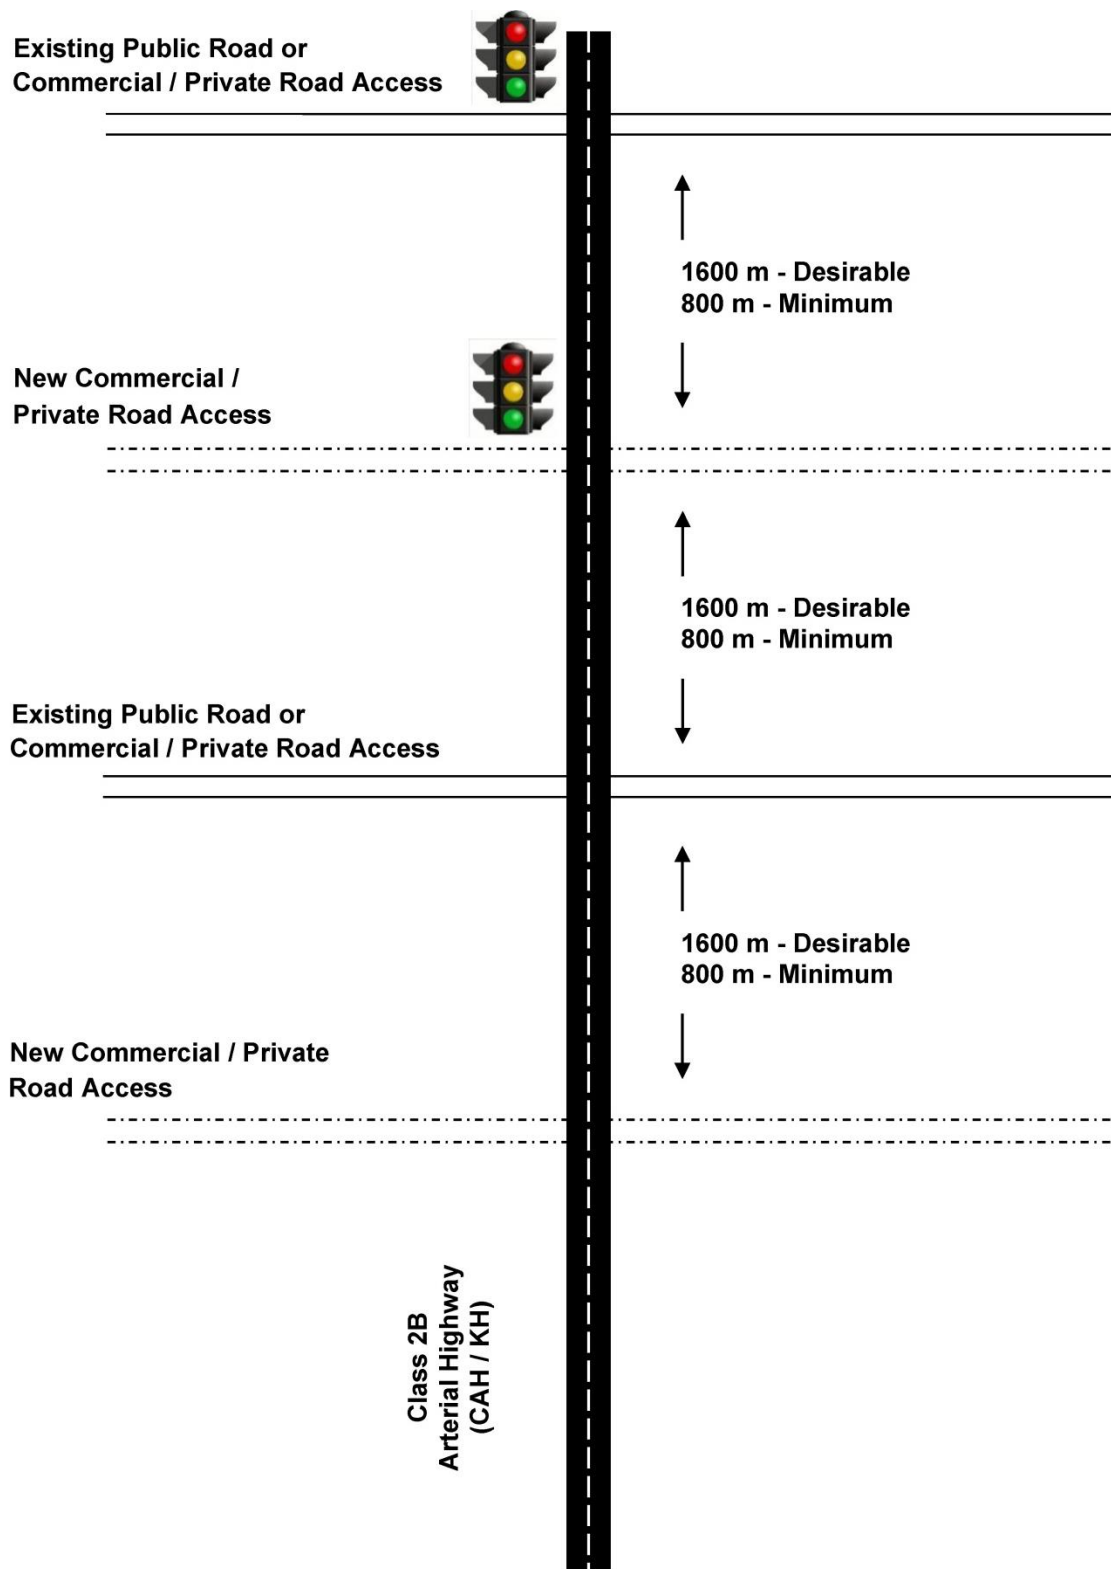 Existing Public Road or
Commercial / Private Road Access
1600 m - Desirable
800 m - Minimum
New Commercial /
Private Road Access
1600 m - Desirable
800 m - Minimum
Existing Public Road or
Commercial / Private Road Access
1600 m - Desirable
800 m - Minimum
New Commercial / Private
Road Access
Class 2B
Arterial Highway
(CAH / KH)